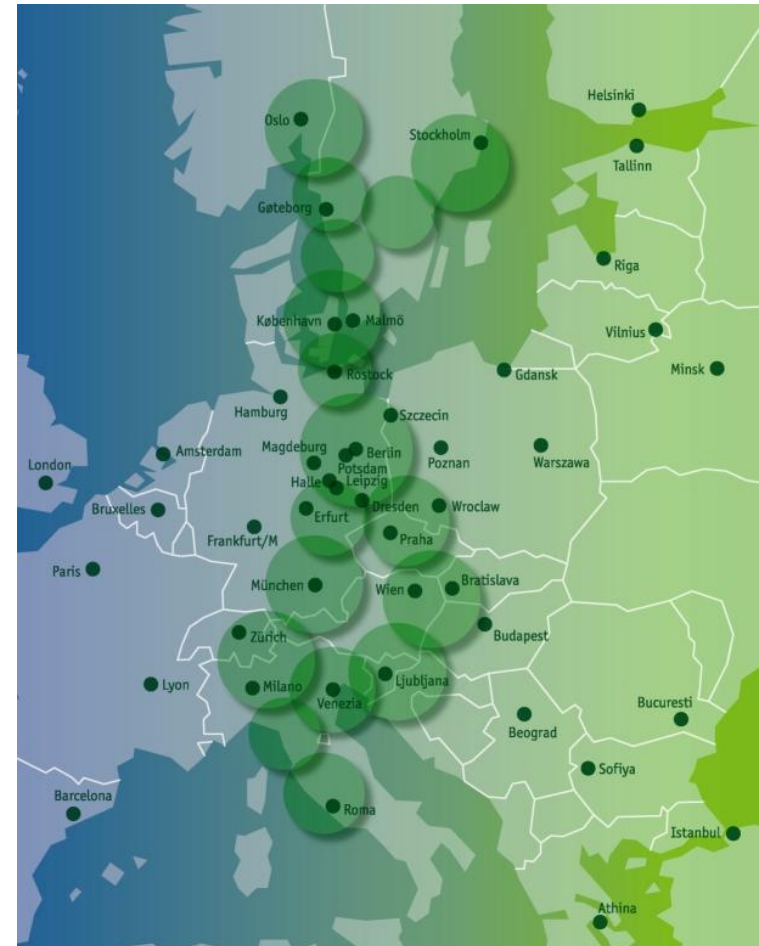 Helsinki
Oslo
Stockholm
Tallinn
Gøteborg
Riga
København
Malmö
Vilnius
Rostock
Gdansk
Minsk
Hamburg
Szczecin
Magdeburg
Berlin
Amsterdam
Potsdam
Poznan
Warszawa
London
Halle
Leipzig
Bruxelles
Dresden
Wroclaw
Erfurt
Frankfurt/M
Praha
Paris
München
Wien
Bratislava
Zürich
Budapest
Lyon
Milano
Ljubljana
Venezia
Bucuresti
Beograd
Sofiya
Barcelona
Roma
Istanbul
Athina